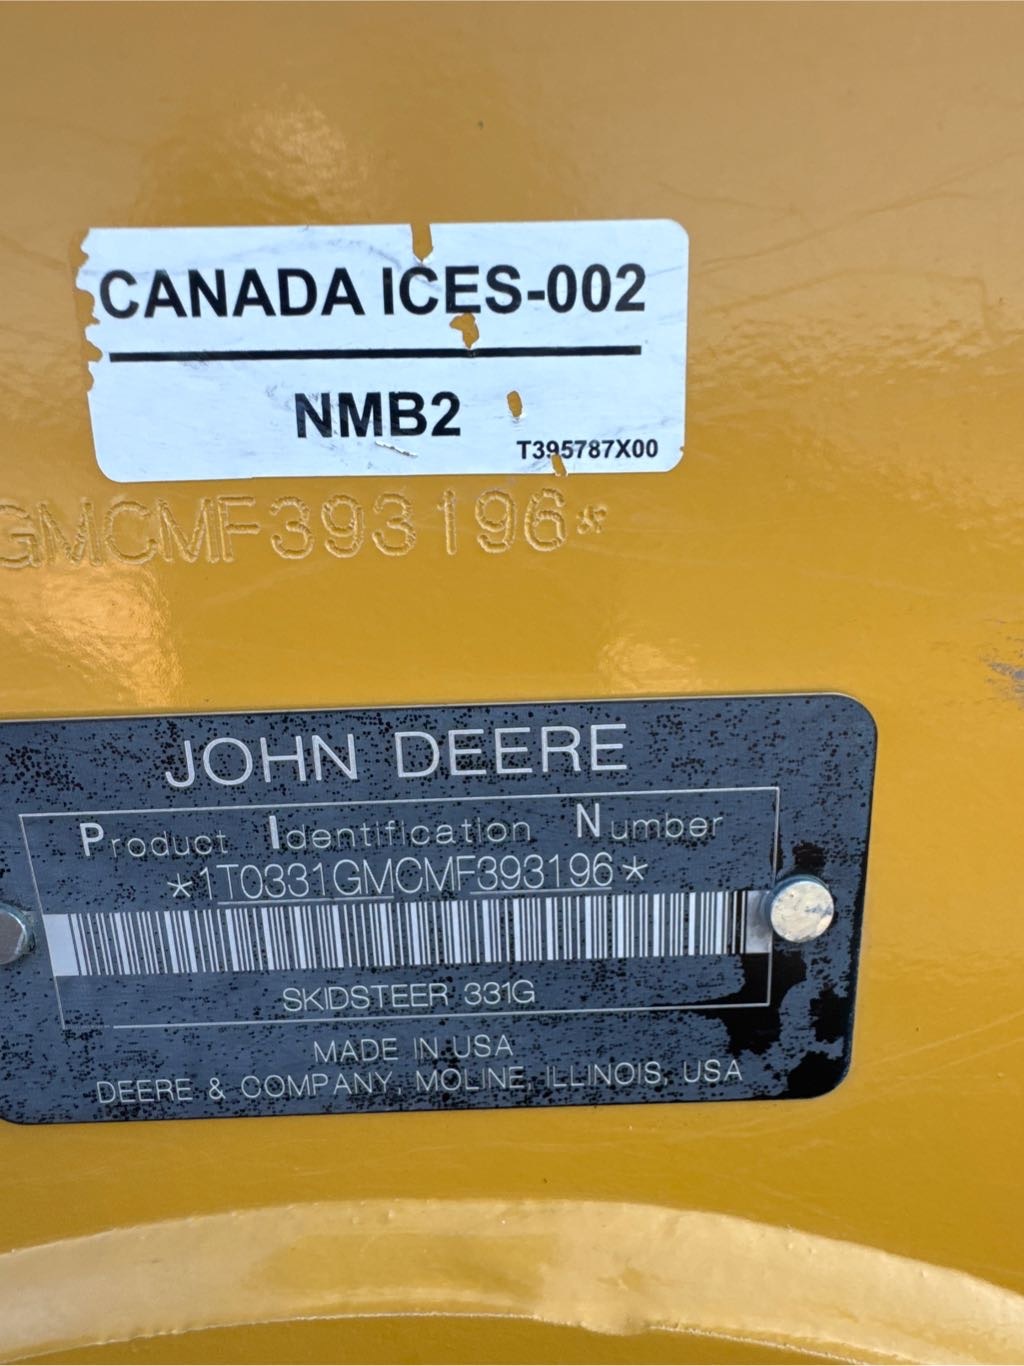 CANADA ICES-002
NMB2
T395787X00
GMCMF393196*
JOHN DEERE
Product Identification Number
*1T0331GMCMF393196*
SKIDSTEER 331G
MADE IN USA
DEERE & COMPANY, MOLINE, ILLINOIS, USA